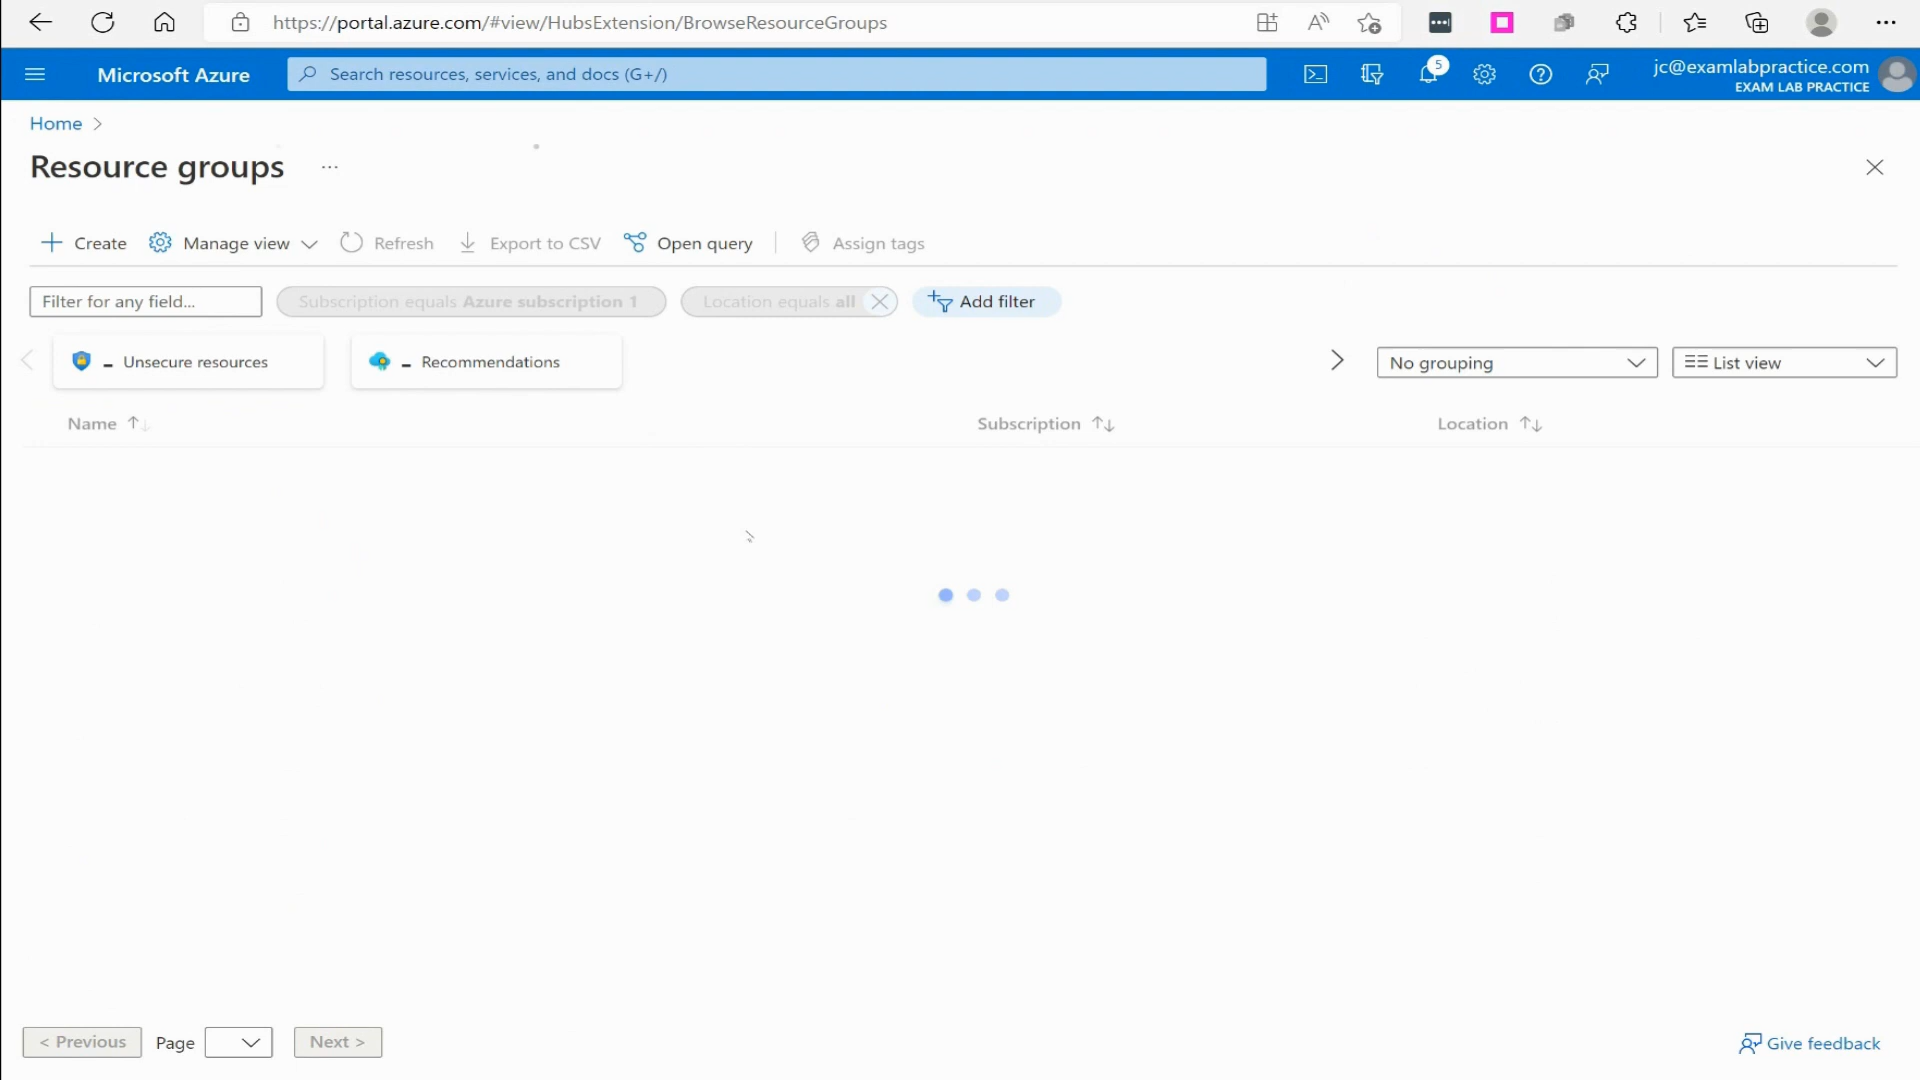 https://portal.azure.com/#view/HubsExtension/BrowseResourceGroups
Microsoft Azure
Search resources, services, and docs (G+/)
5
jc@examlabpractice.com
EXAM LAB PRACTICE
Home >
Resource groups ...
Create
Manage view
Refresh
Export to CSV
Open query
Assign tags
Filter for any field...
Subscription equals Azure subscription 1
Location equals all
Add filter
- Unsecure resources
- Recommendations
No grouping
List view
Name
Subscription
Location
< Previous
Page
Next >
Give feedback